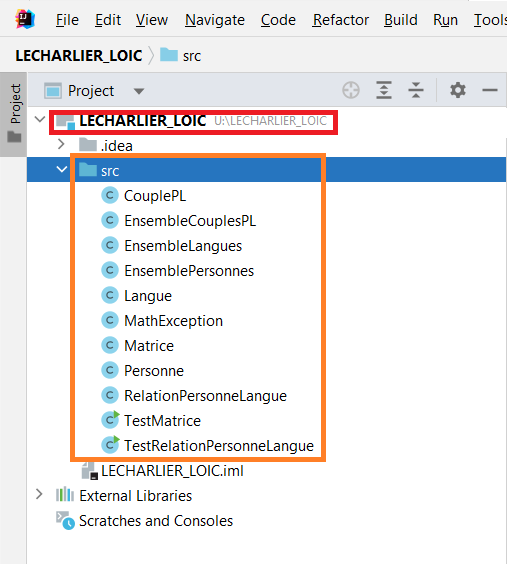 File Edit View Navigate Code Refactor Build Run Tools
LECHARLIER_LOIC src
Project
Project
LECHARLIER_LOIC U:\LECHARLIER_LOIC
.idea
src
CouplePL
EnsembleCouplesPL
EnsembleLangues
EnsemblePersonnes
Langue
MathException
Matrice
Personne
RelationPersonneLangue
TestMatrice
TestRelationPersonneLangue
LECHARLIER_LOIC.iml
External Libraries
Scratches and Consoles